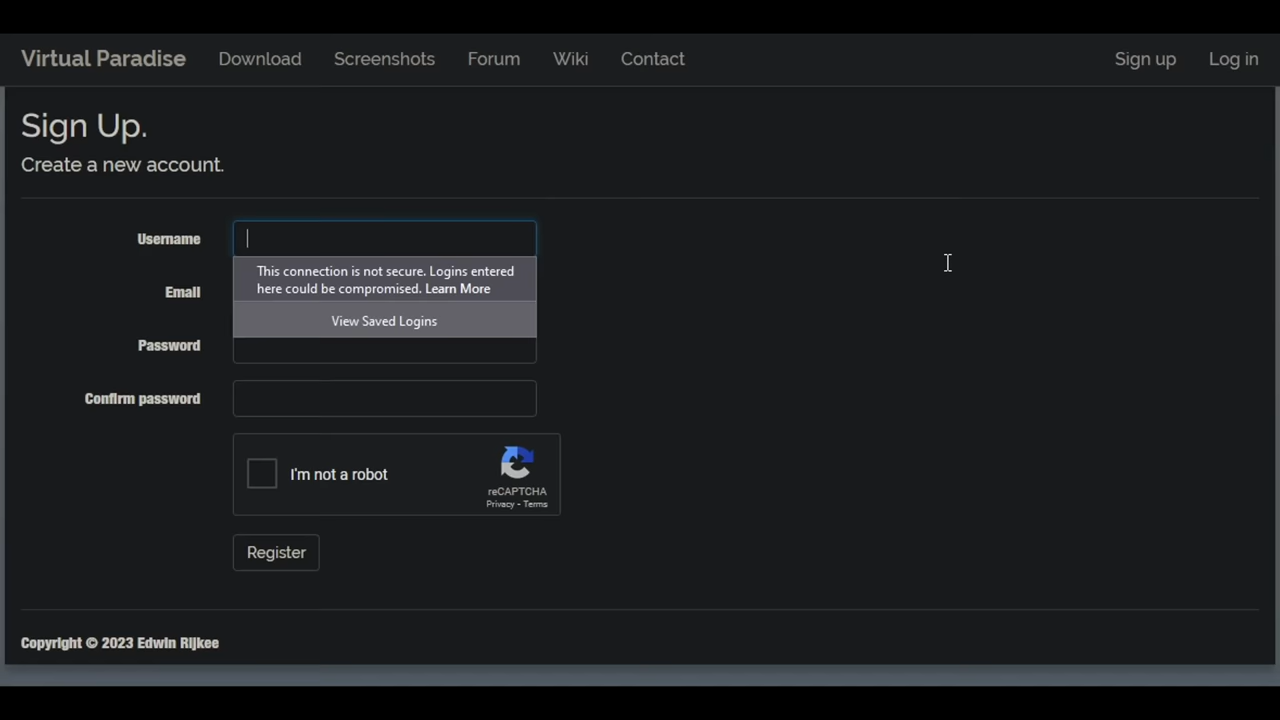 Virtual Paradise Download Screenshots Forum Wiki Contact Sign up Log in
Sign Up.
Create a new account.
Username
This connection is not secure. Logins entered
here could be compromised. Learn More
Email
View Saved Logins
Password
Confirm password
I'm not a robot
reCAPTCHA
Privacy - Terms
Register
Copyright © 2023 Edwin Rijkee